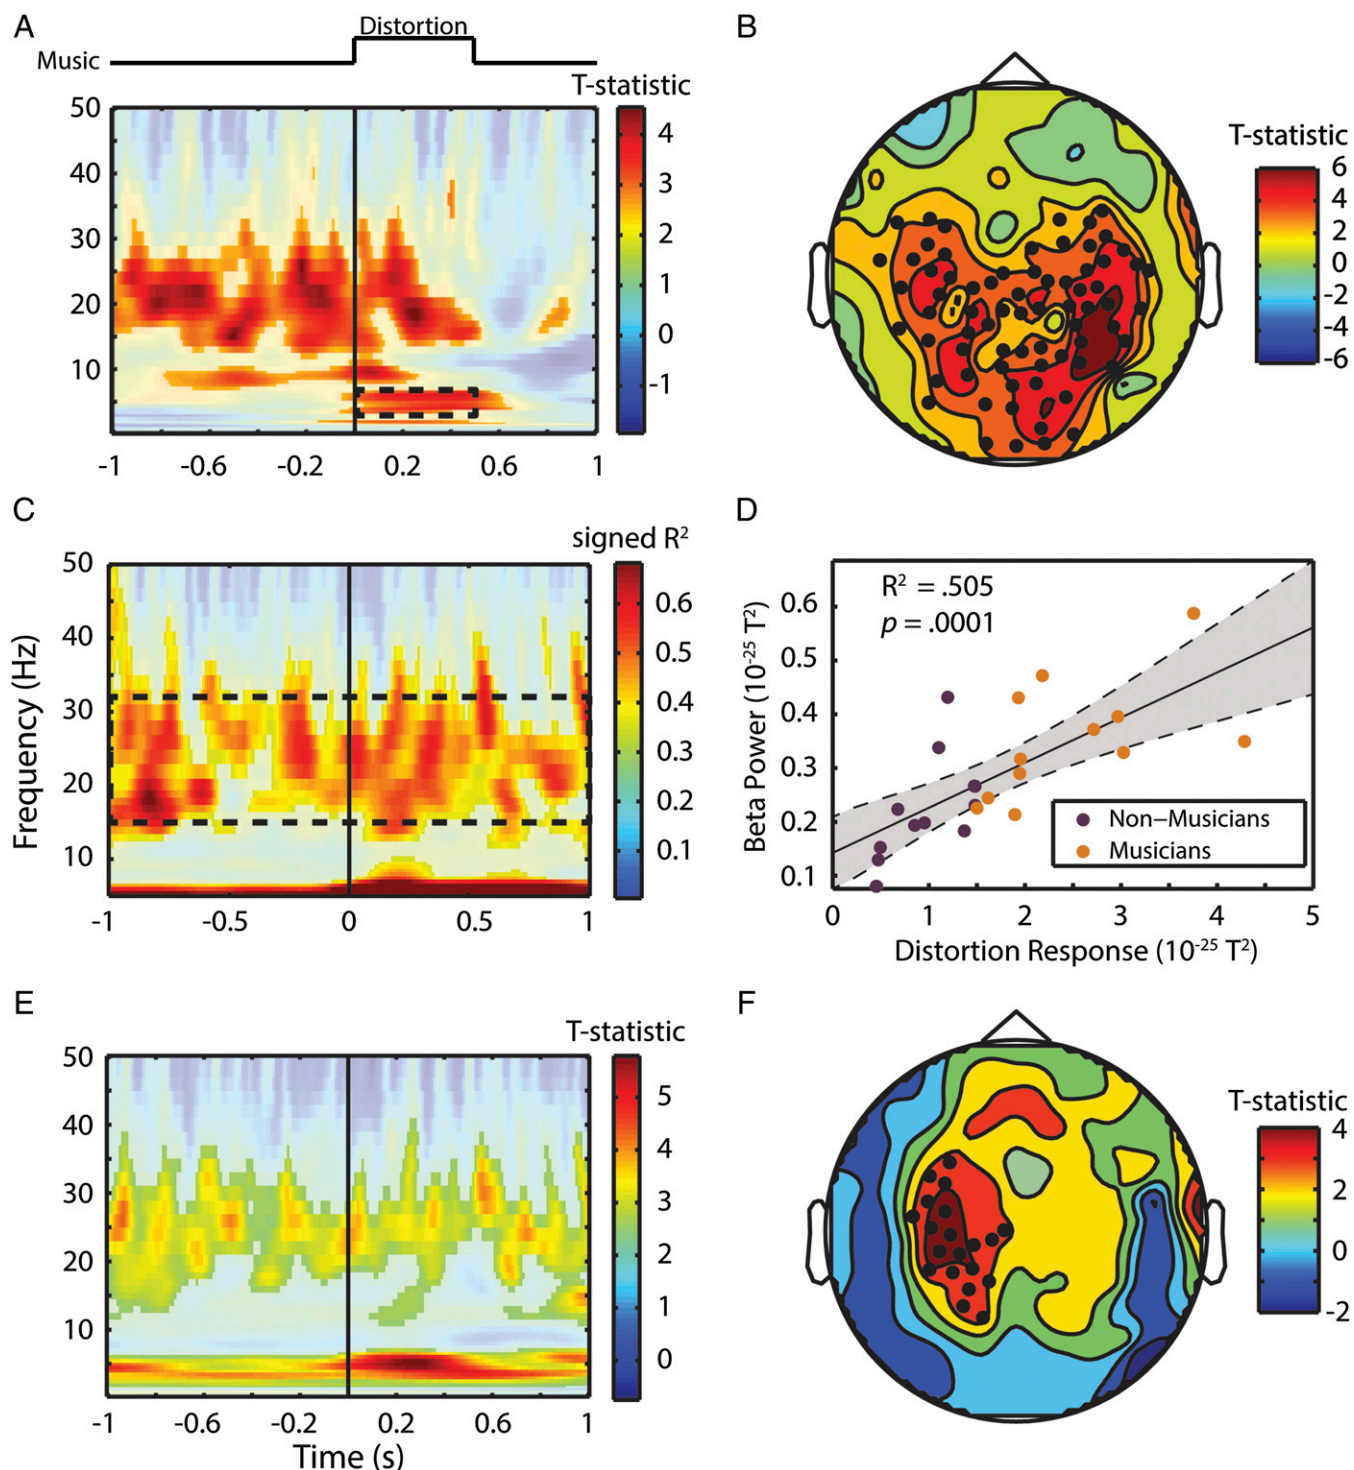 A
Distortion
Music
T-statistic
50
40
30
20
10
4
3
2
1
0
-1
-1 -0.6 -0.2 0.2 0.6 1
B
T-statistic
6
4
2
0
-2
-4
-6
C
signed R²
50
40
30
20
10
Frequency (Hz)
0.6
0.5
0.4
0.3
0.2
0.1
-1 -0.5 0 0.5 1
D
R² = .505
p = .0001
0.6
0.5
0.4
0.3
0.2
0.1
Beta Power (10⁻²⁵ T²)
Non–Musicians
Musicians
0 1 2 3 4 5
Distortion Response (10⁻²⁵ T²)
E
T-statistic
50
40
30
20
10
5
4
3
2
1
0
-1 -0.6 -0.2 0.2 0.6 1
Time (s)
F
T-statistic
4
2
0
-2